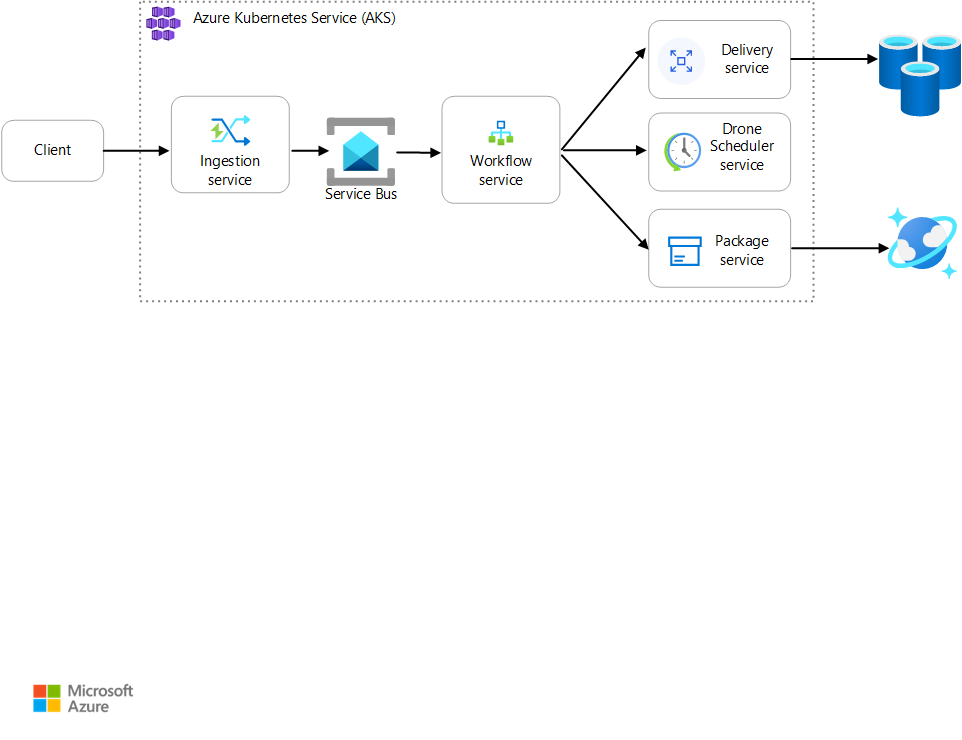 Azure Kubernetes Service (AKS)
Client
Ingestion
service
Service Bus
Workflow
service
Delivery
service
Drone
Scheduler
service
Package
service
Microsoft
Azure